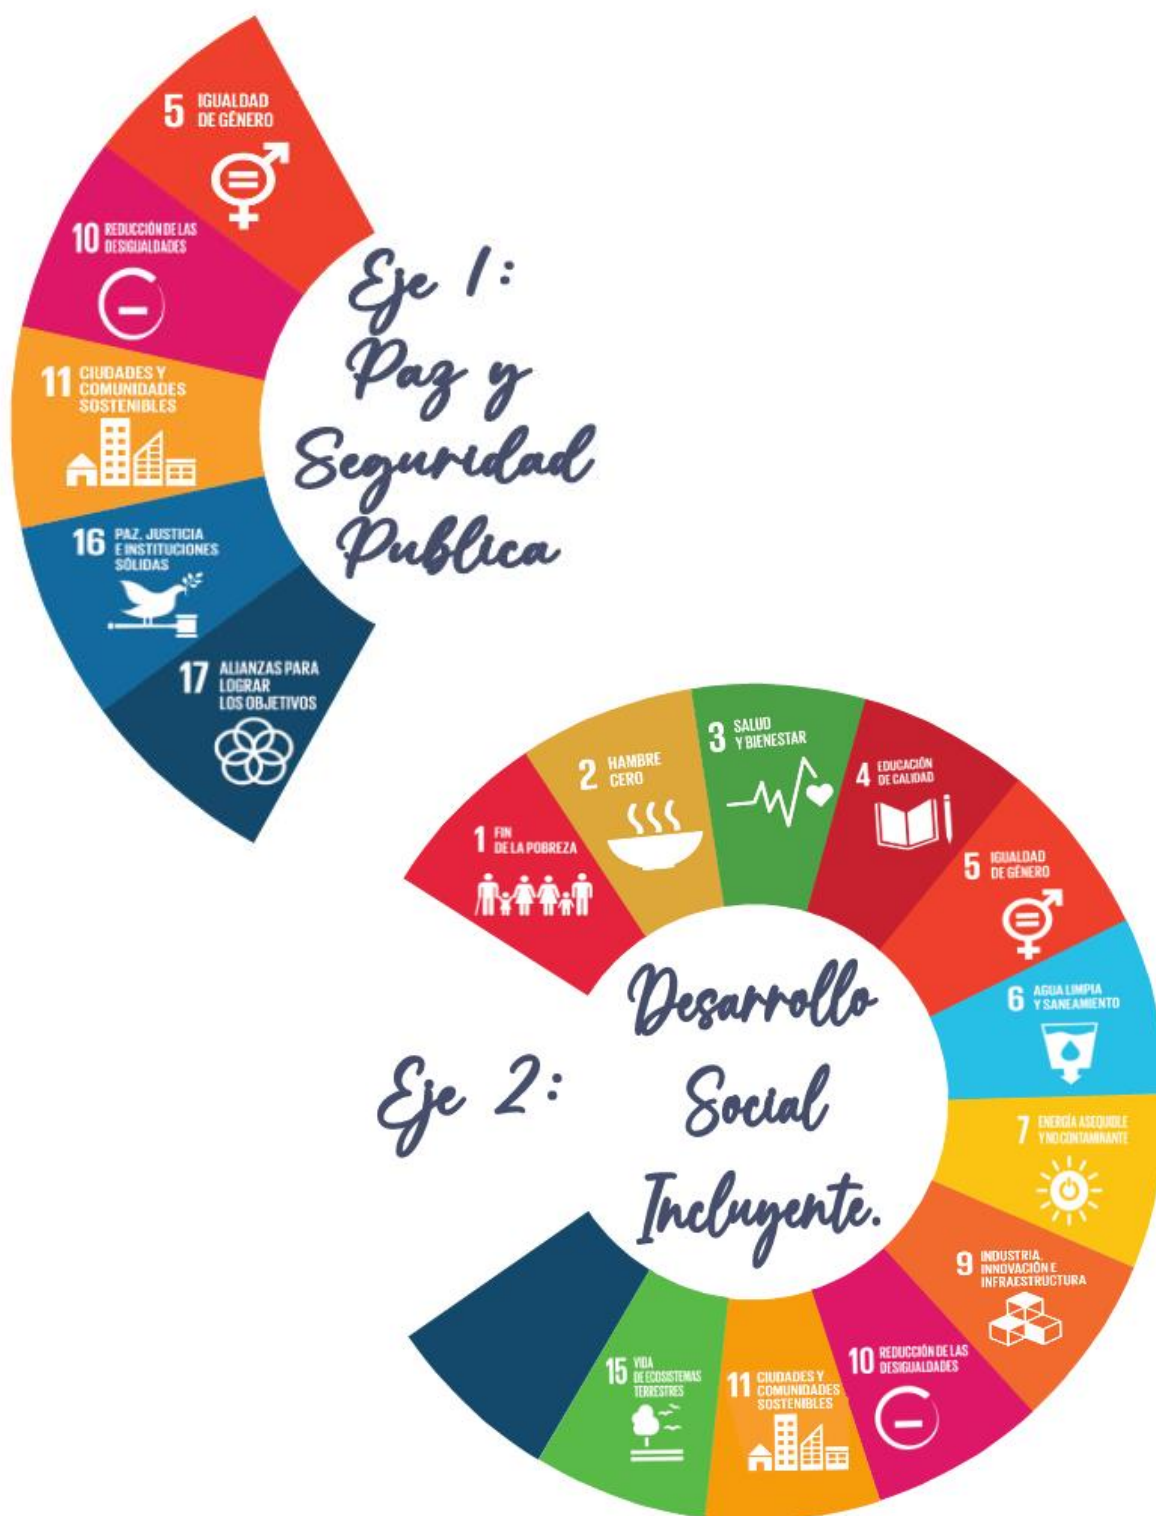 5 IGUALDAD
DE GÉNERO
10 REDUCCIÓN DE LAS
DESIGUALDADES
11 CIUDADES Y
COMUNIDADES
SOSTENIBLES
16 PAZ, JUSTICIA
E INSTITUCIONES
SÓLIDAS
17 ALIANZAS PARA
LOGRAR
LOS OBJETIVOS
Eje 1:
Paz y
Seguridad
Publica
1 FIN
DE LA POBREZA
2 HAMBRE
CERO
3 SALUD
Y BIENESTAR
4 EDUCACIÓN
DE CALIDAD
5 IGUALDAD
DE GÉNERO
6 AGUA LIMPIA
Y SANEAMIENTO
7 ENERGÍA ASEQUIBLE
Y NO CONTAMINANTE
9 INDUSTRIA,
INNOVACIÓN E
INFRAESTRUCTURA
10 REDUCCIÓN DE LAS
DESIGUALDADES
11 CIUDADES Y
COMUNIDADES
SOSTENIBLES
15 VIDA
DE ECOSISTEMAS
TERRESTRES
Eje 2:
Desarrollo
Social
Incluyente.